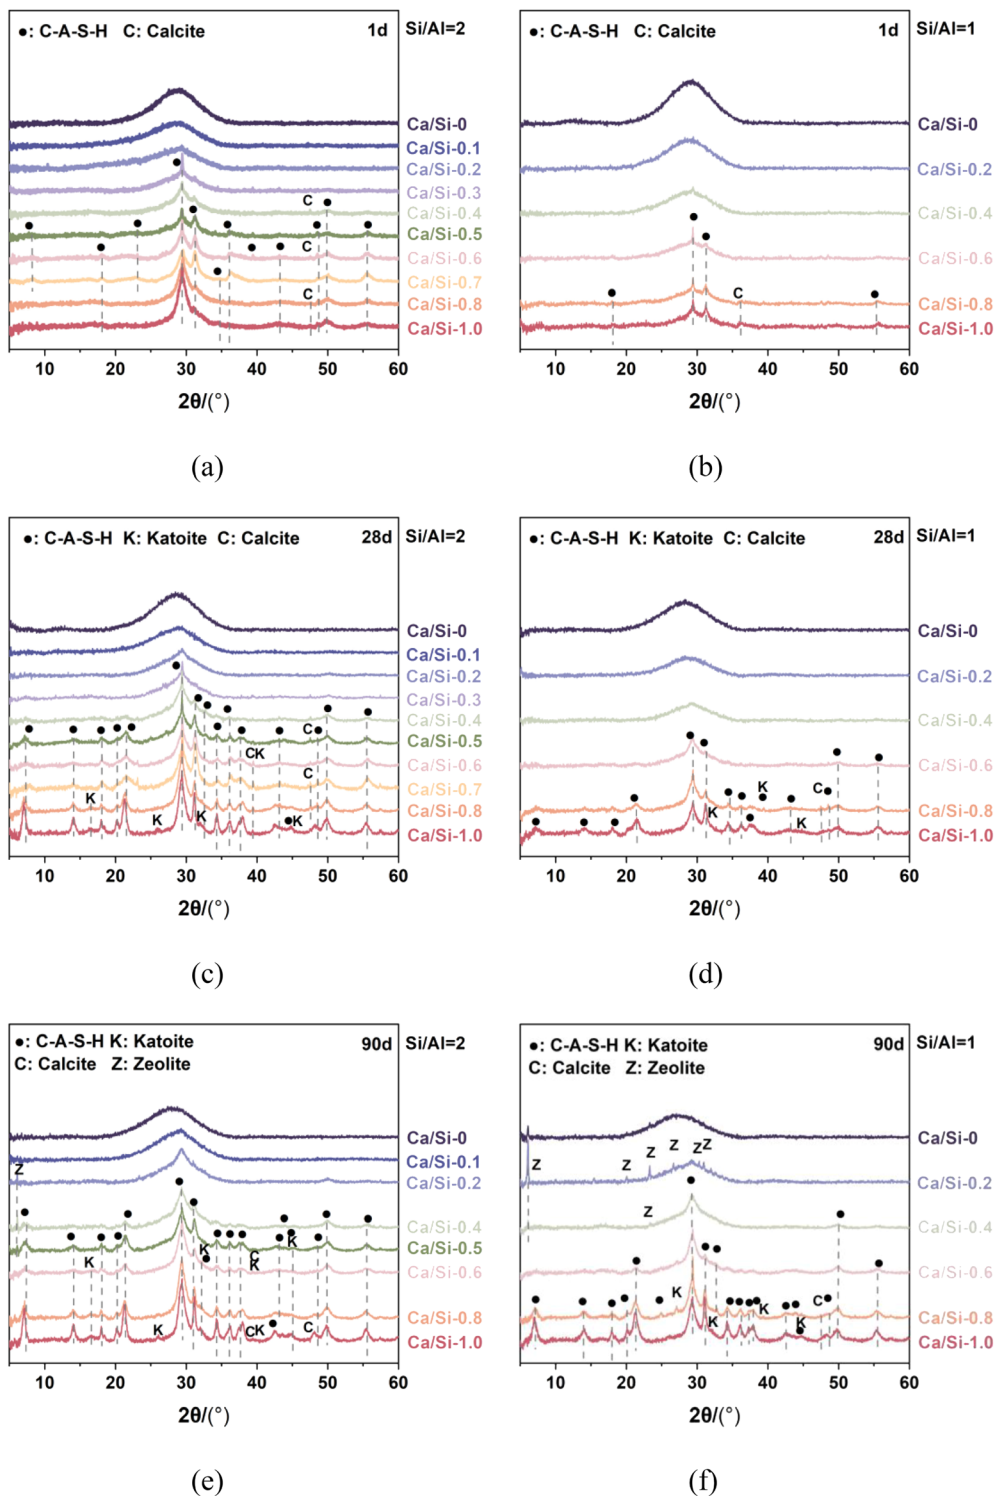 ●: C-A-S-H C: Calcite 1d Si/Al=2
Ca/Si-0
Ca/Si-0.1
Ca/Si-0.2
Ca/Si-0.3
C
Ca/Si-0.4
Ca/Si-0.5
C
Ca/Si-0.6
Ca/Si-0.7
C
Ca/Si-0.8
Ca/Si-1.0
10 20 30 40 50 60
2θ/(°)
(a)
●: C-A-S-H C: Calcite 1d Si/Al=1
Ca/Si-0
Ca/Si-0.2
Ca/Si-0.4
Ca/Si-0.6
C
Ca/Si-0.8
Ca/Si-1.0
10 20 30 40 50 60
2θ/(°)
(b)
●: C-A-S-H K: Katoite C: Calcite 28d Si/Al=2
Ca/Si-0
Ca/Si-0.1
Ca/Si-0.2
Ca/Si-0.3
Ca/Si-0.4
C
Ca/Si-0.5
C K
Ca/Si-0.6
C
Ca/Si-0.7
K
Ca/Si-0.8
K K K
Ca/Si-1.0
10 20 30 40 50 60
2θ/(°)
(c)
●: C-A-S-H K: Katoite C: Calcite 28d Si/Al=1
Ca/Si-0
Ca/Si-0.2
Ca/Si-0.4
Ca/Si-0.6
K C
Ca/Si-0.8
K K
Ca/Si-1.0
10 20 30 40 50 60
2θ/(°)
(d)
●: C-A-S-H K: Katoite 90d Si/Al=2
C: Calcite Z: Zeolite
Ca/Si-0
Ca/Si-0.1
Z
Ca/Si-0.2
Ca/Si-0.4
K K
Ca/Si-0.5
K C K
Ca/Si-0.6
Ca/Si-0.8
K C K C
Ca/Si-1.0
10 20 30 40 50 60
2θ/(°)
(e)
●: C-A-S-H K: Katoite 90d Si/Al=1
C: Calcite Z: Zeolite
Ca/Si-0
Z Z Z Z Z Z
Ca/Si-0.2
Z
Ca/Si-0.4
Ca/Si-0.6
K K C
Ca/Si-0.8
K K
Ca/Si-1.0
10 20 30 40 50 60
2θ/(°)
(f)